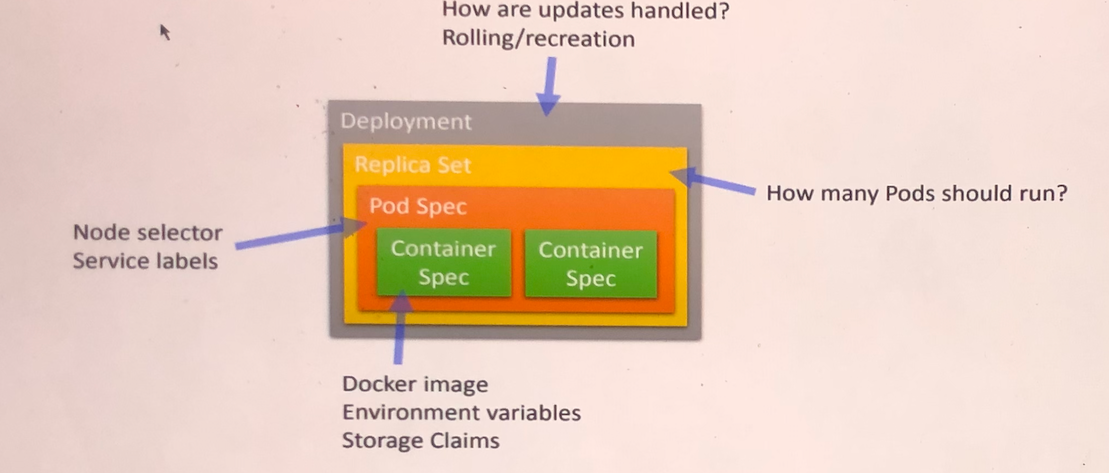 How are updates handled?
Rolling/recreation
Deployment
Replica Set
How many Pods should run?
Pod Spec
Node selector
Service labels
Container
Spec
Container
Spec
Docker image
Environment variables
Storage Claims